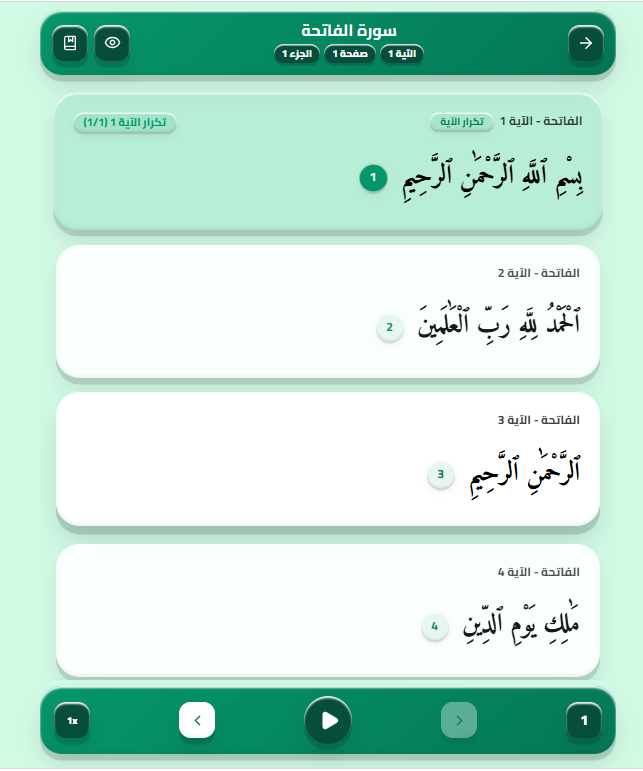 سورة الفاتحة
الآية 1 صفحة 1 الجزء 1
الفاتحة - الآية 1 تكرار الآية تكرار الآية 1 (1/1)
بِسْمِ ٱللَّهِ ٱلرَّحْمَٰنِ ٱلرَّحِيمِ 1
الفاتحة - الآية 2
ٱلْحَمْدُ لِلَّهِ رَبِّ ٱلْعَٰلَمِينَ 2
الفاتحة - الآية 3
ٱلرَّحْمَٰنِ ٱلرَّحِيمِ 3
الفاتحة - الآية 4
مَٰلِكِ يَوْمِ ٱلدِّينِ 4
1 1x